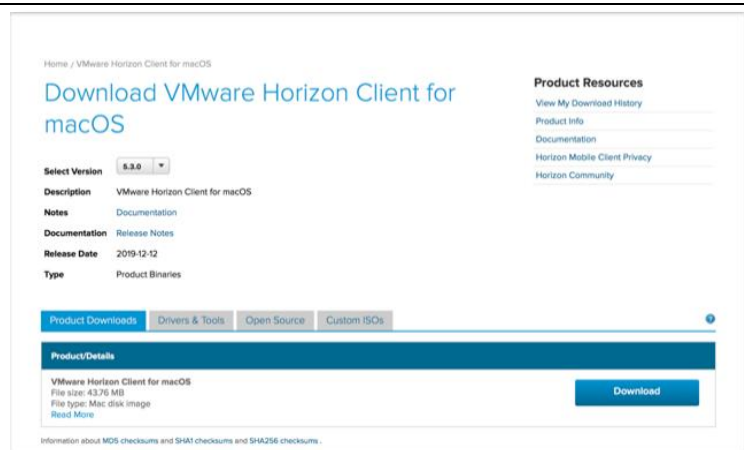 Home / VMware Horizon Client for macOS
Download VMware Horizon Client for
macOS
Select Version 5.3.0
Description VMware Horizon Client for macOS
Notes Documentation
Documentation Release Notes
Release Date 2019-12-12
Type Product Binaries
Product Resources
View My Download History
Product Info
Documentation
Horizon Mobile Client Privacy
Horizon Community
Product Downloads Drivers & Tools Open Source Custom ISOs
?
Product/Details
VMware Horizon Client for macOS
File size: 43.76 MB
File type: Mac disk image
Read More
Download
Information about MD5 checksums and SHA1 checksums and SHA256 checksums .